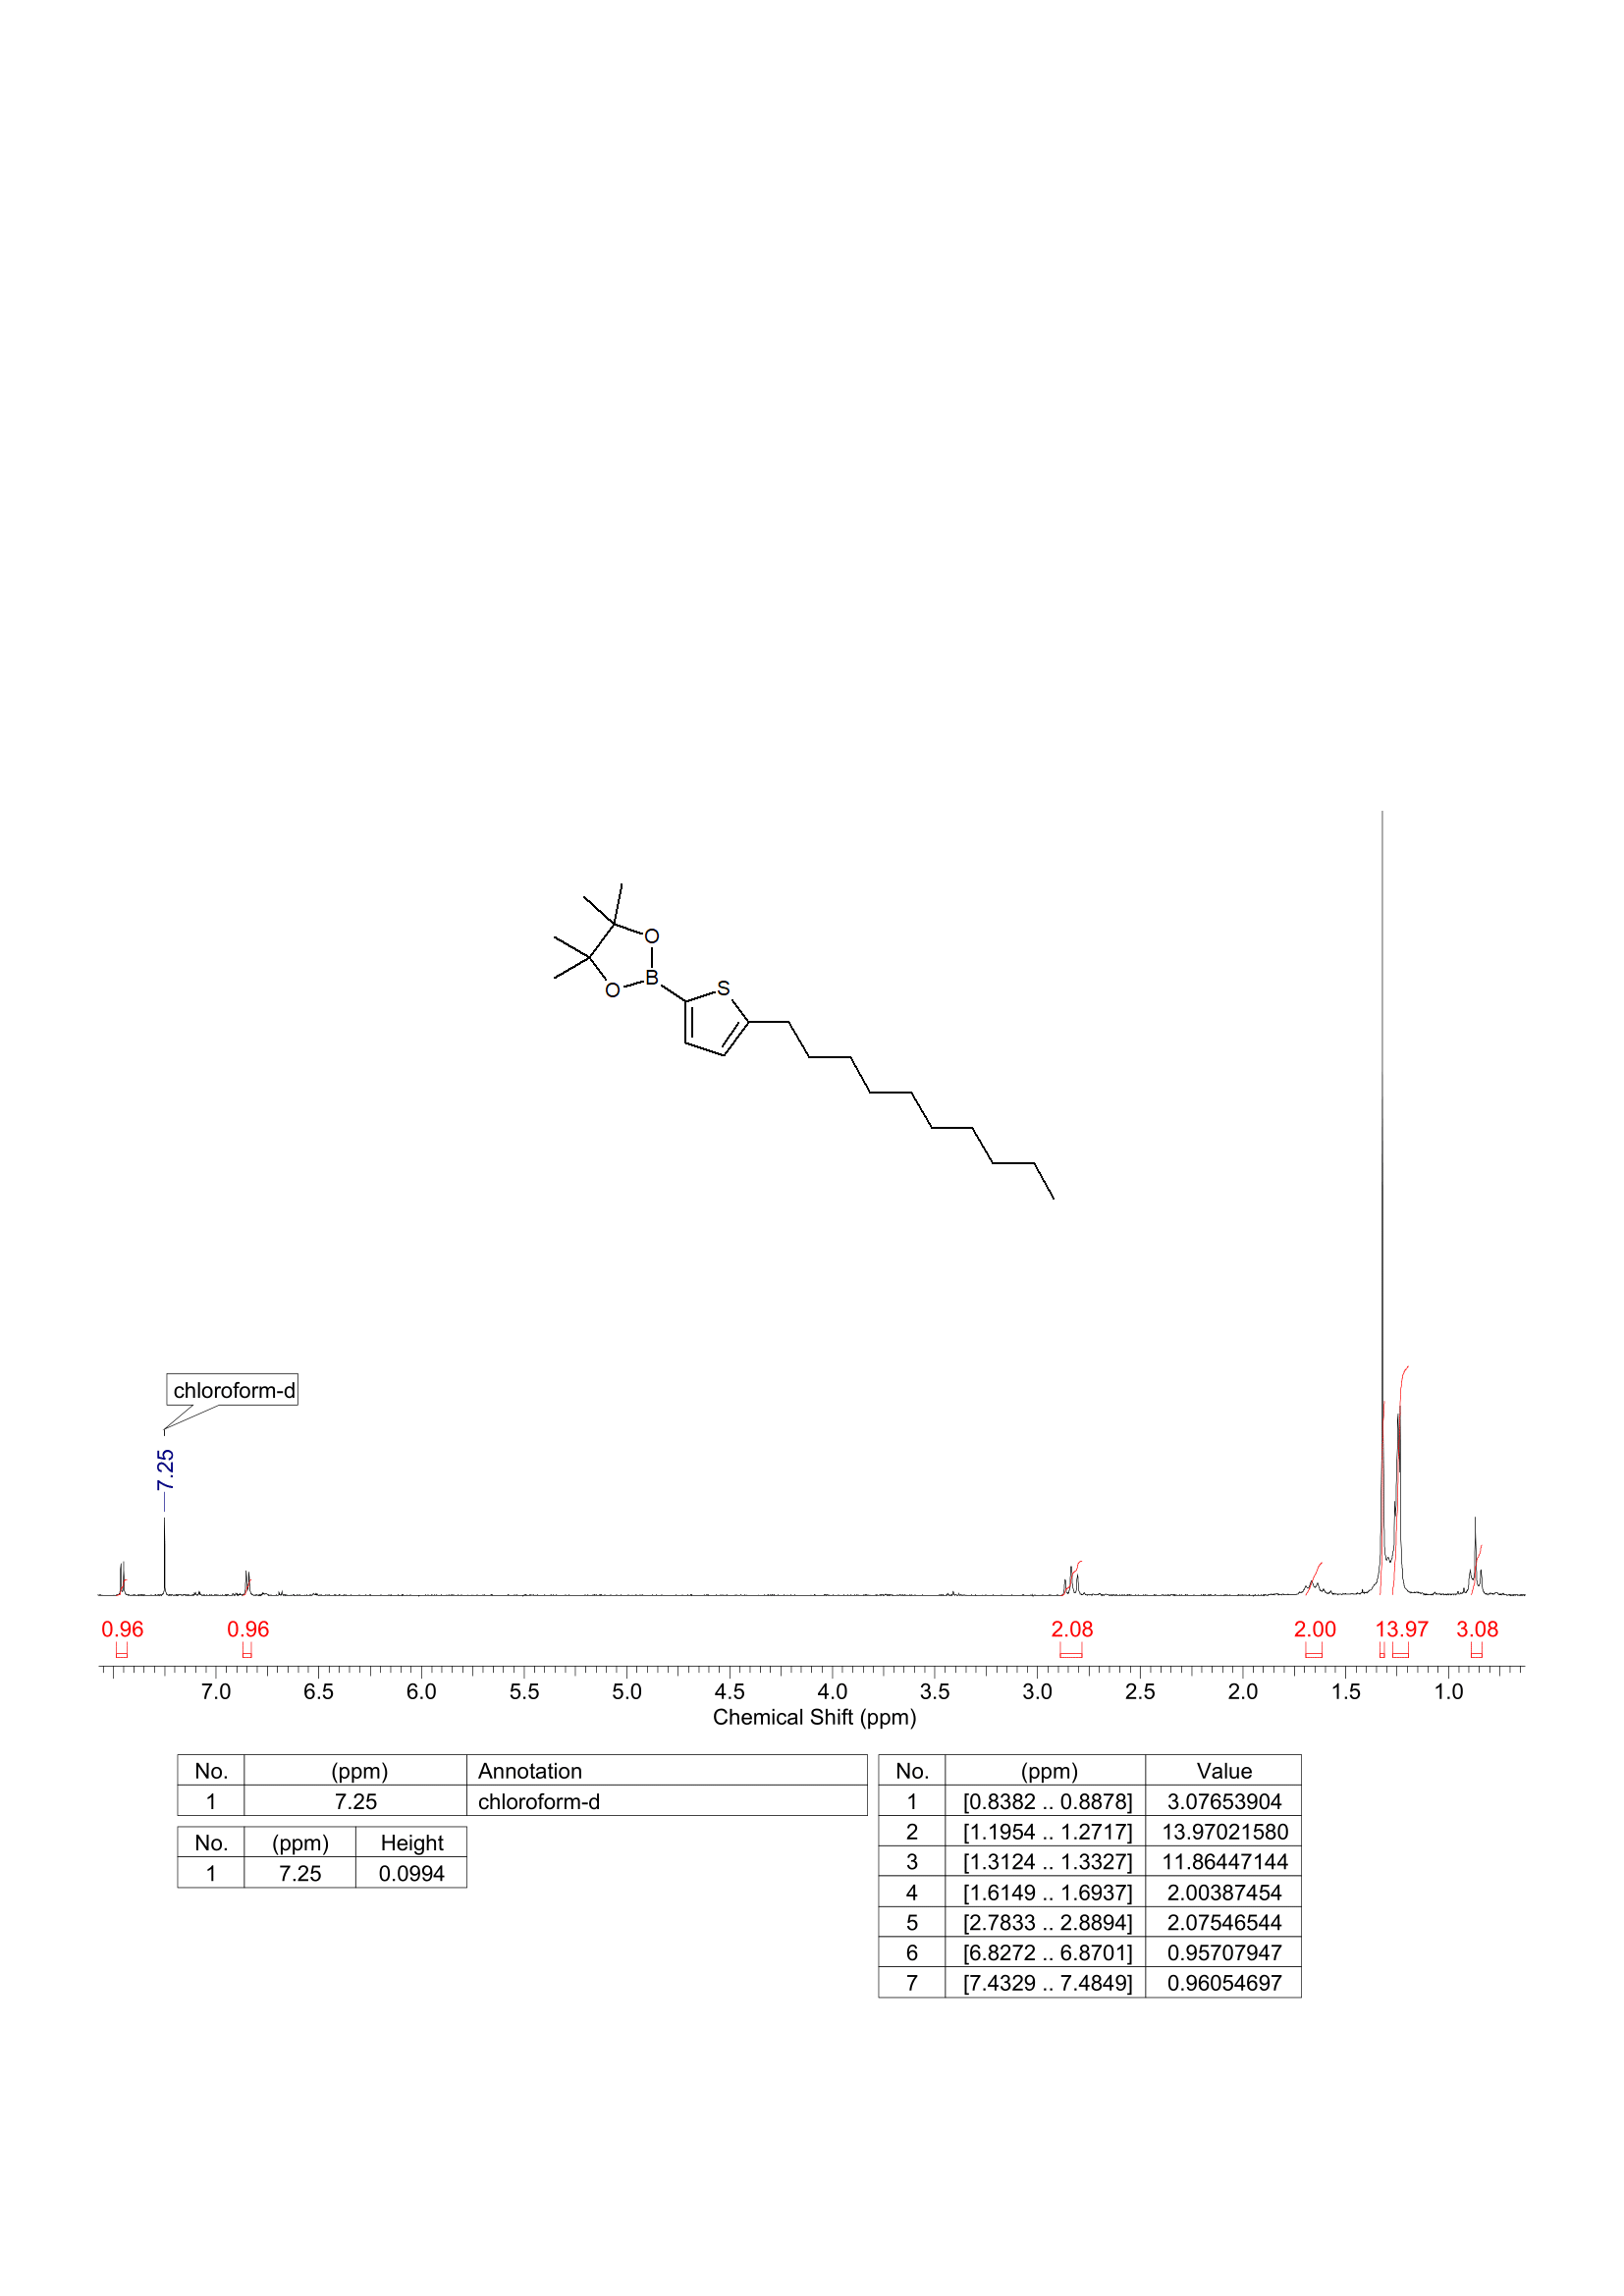 O
B
O
S
chloroform-d
7.25
0.96 0.96 2.08 2.00 13.97 3.08
7.0 6.5 6.0 5.5 5.0 4.5 4.0 3.5 3.0 2.5 2.0 1.5 1.0
Chemical Shift (ppm)
No. (ppm) Annotation
1 7.25 chloroform-d
No. (ppm) Height
1 7.25 0.0994
No. (ppm) Value
1 [0.8382 .. 0.8878] 3.07653904
2 [1.1954 .. 1.2717] 13.97021580
3 [1.3124 .. 1.3327] 11.86447144
4 [1.6149 .. 1.6937] 2.00387454
5 [2.7833 .. 2.8894] 2.07546544
6 [6.8272 .. 6.8701] 0.95707947
7 [7.4329 .. 7.4849] 0.96054697